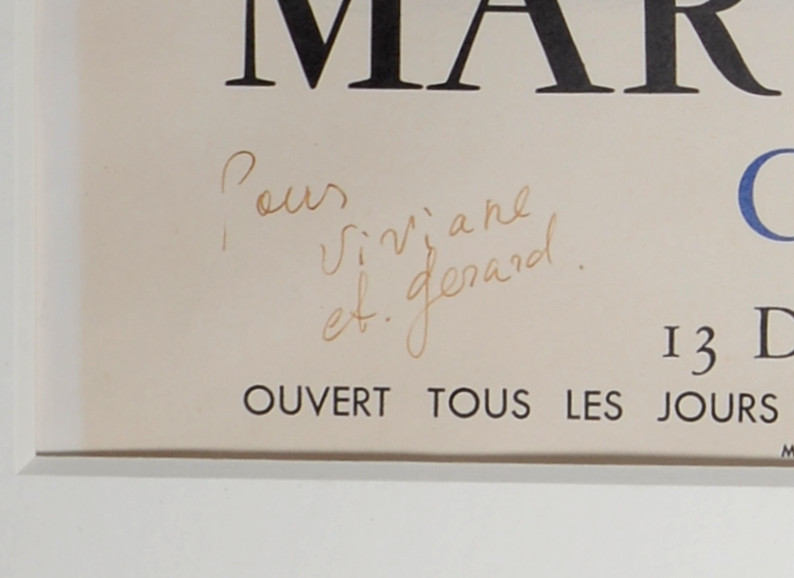 MAR
Pour
Viviane
et. gerard.
13 D
OUVERT TOUS LES JOURS